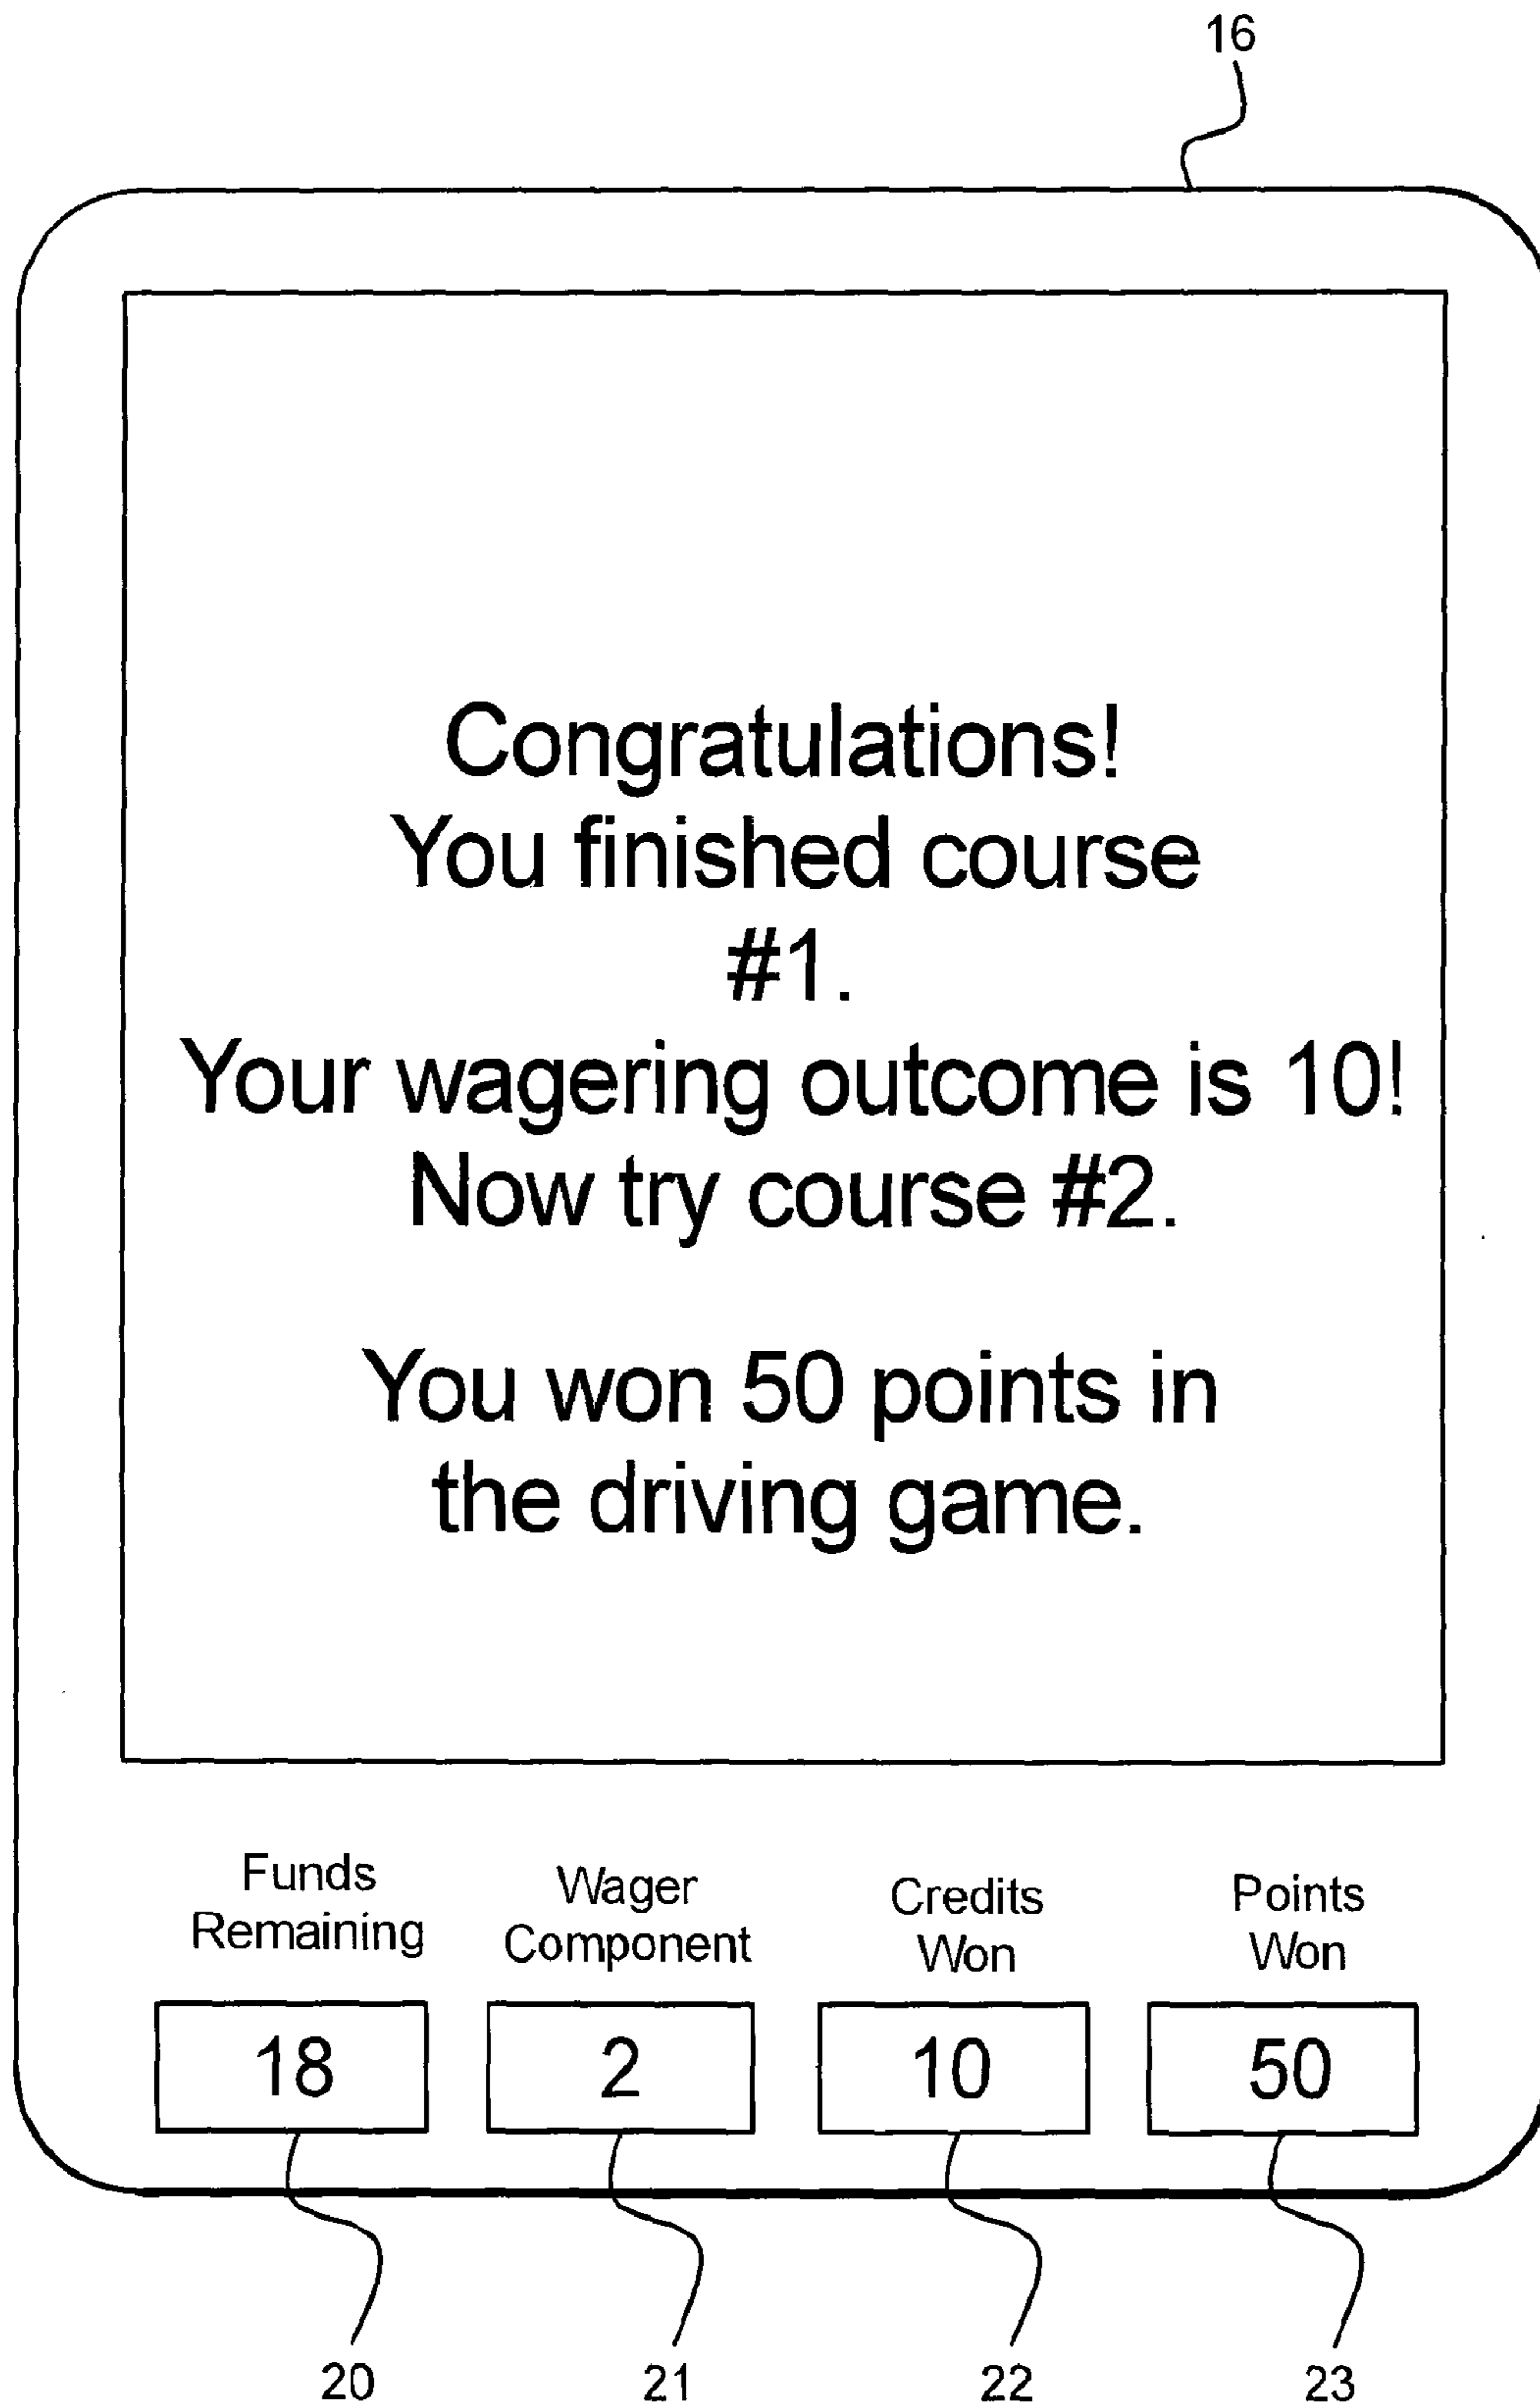 16
Congratulations!
You finished course
#1.
Your wagering outcome is 10!
Now try course #2.
You won 50 points in
the driving game.
Funds
Remaining
Wager
Component
Credits
Won
Points
Won
18
2
10
50
20
21
22
23